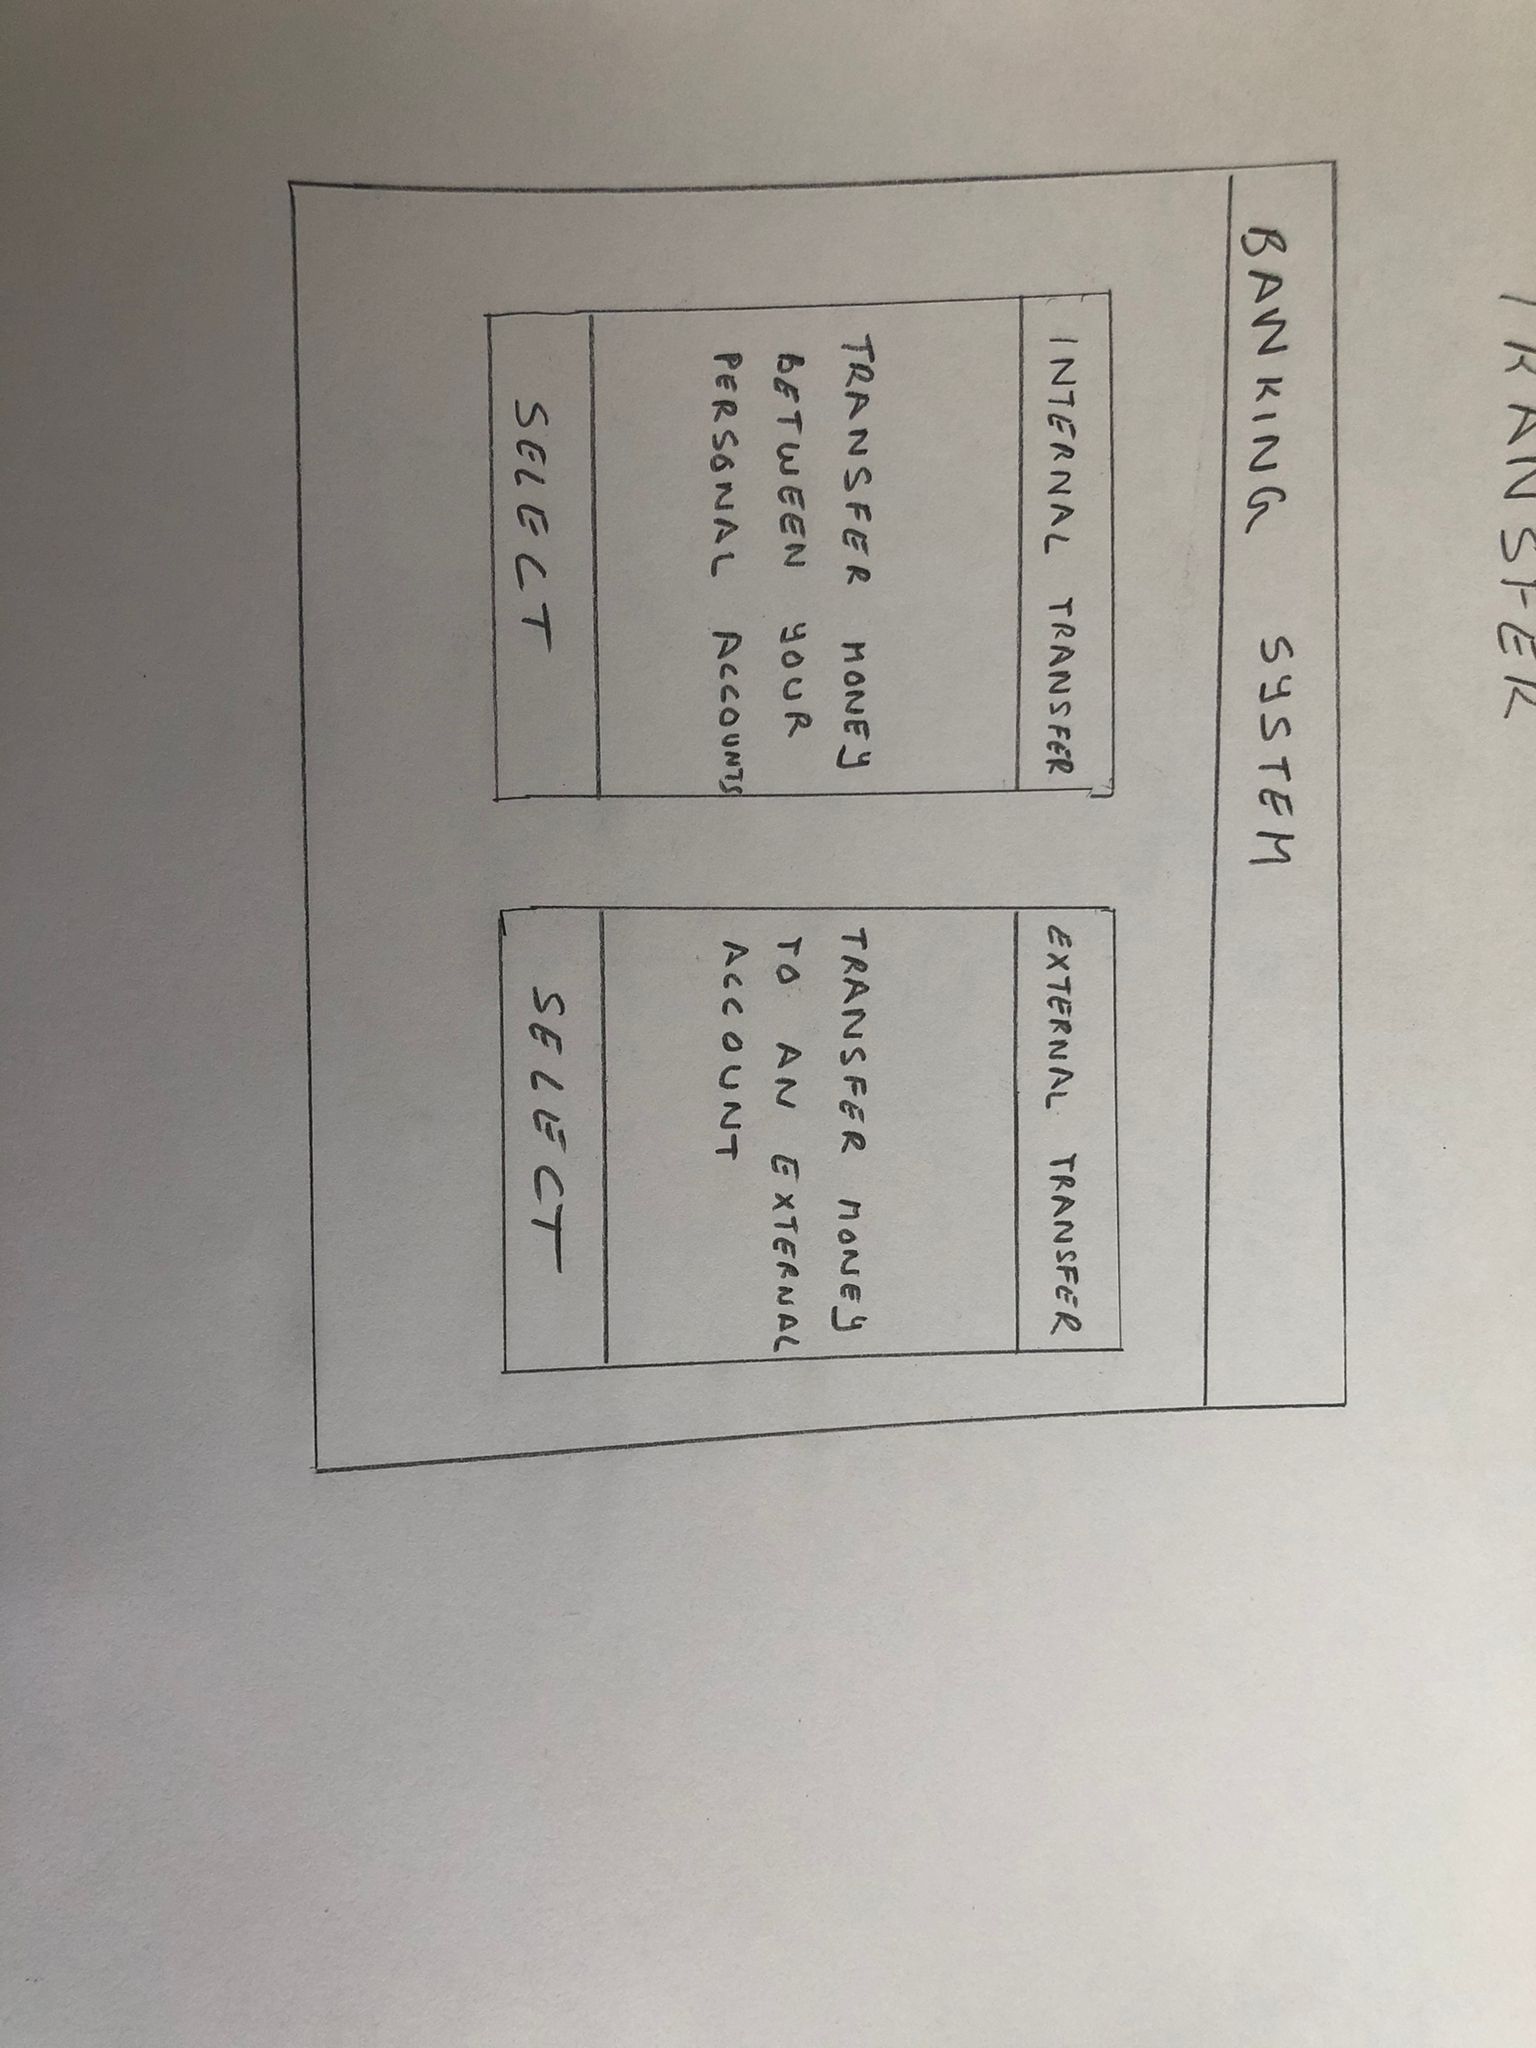 TRANSFER
BANKING SYSTEM
INTERNAL TRANSFER
TRANSFER MONEY
BETWEEN YOUR
PERSONAL ACCOUNTS
SELECT
EXTERNAL TRANSFER
TRANSFER MONEY
TO AN EXTERNAL
ACCOUNT
SELECT